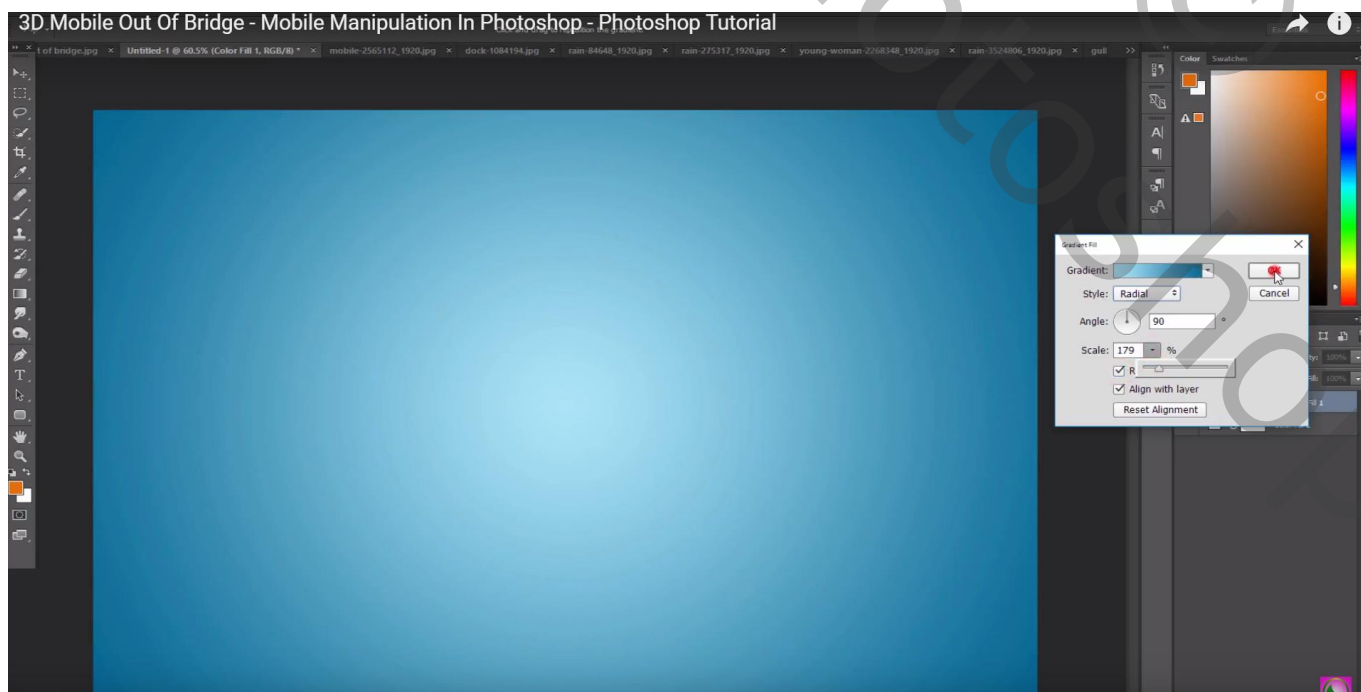 3D Mobile Out Of Bridge - Mobile Manipulation In Photoshop - Photoshop Tutorial
t of bridge.jpg × Untitled-1 @ 60.5% (Color Fill 1, RGB/8) * × mobile-2565112_1920.jpg × dock-1084194.jpg × rain-84648_1920.jpg × rain-275317_1920.jpg × young-woman-2268348_1920.jpg × rain-3524806_1920.jpg × gull >>
Color Swatches
Gradient Fill
Gradient:
OK
Style: Radial
Cancel
Angle: 90 °
Scale: 179 %
R
Align with layer
Reset Alignment